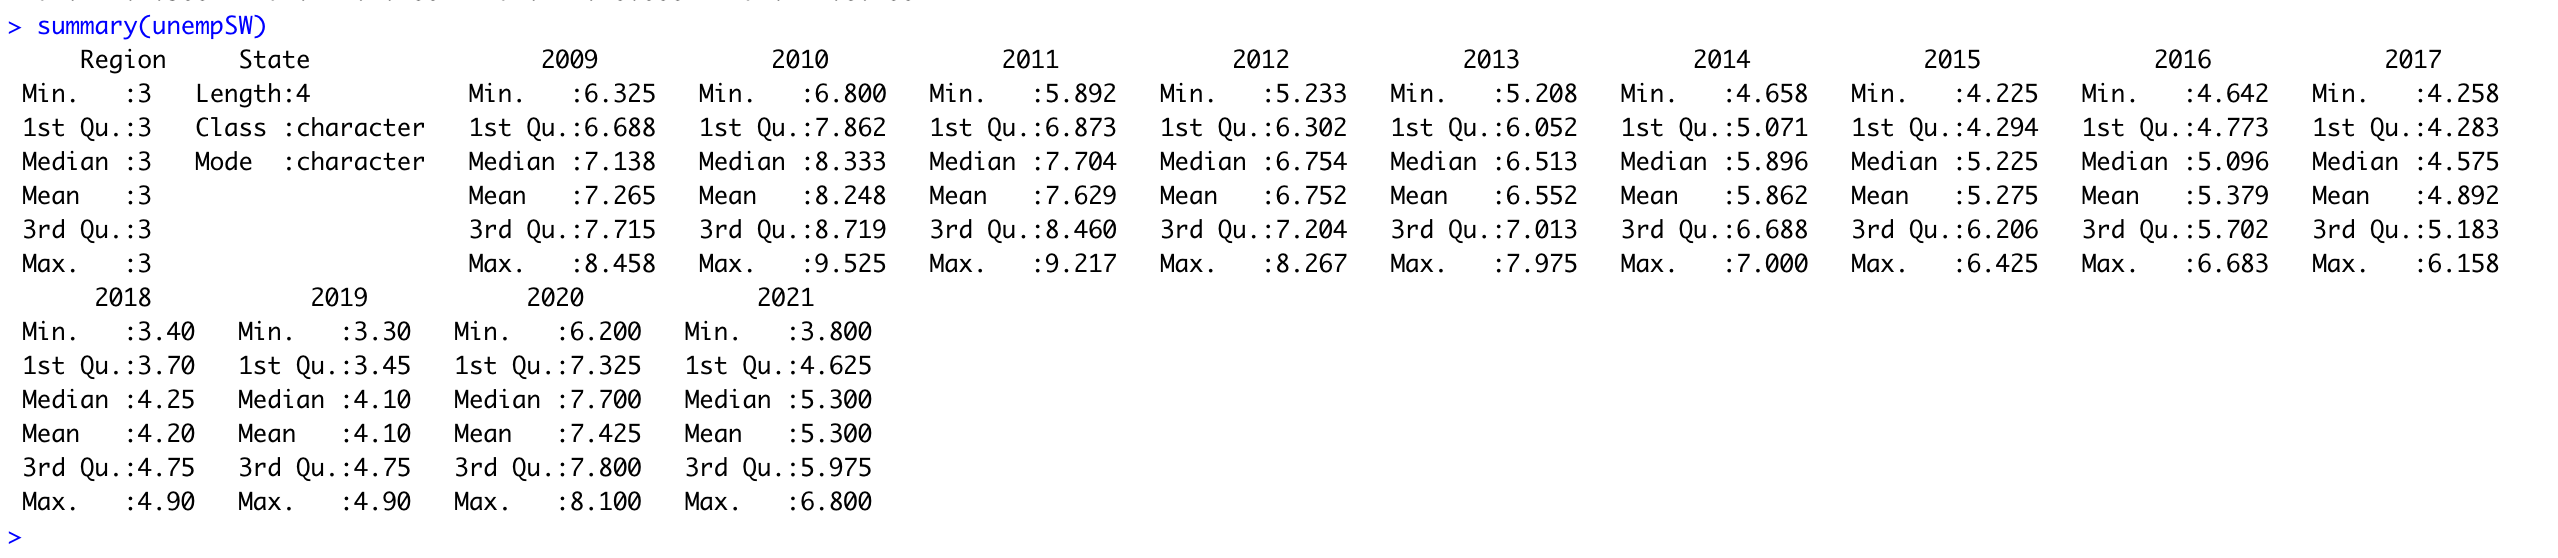 > summary(unempSW)
     Region     State                2009            2010            2011            2012            2013            2014            2015            2016            2017
 Min.   :3   Length:4           Min.   :6.325   Min.   :6.800   Min.   :5.892   Min.   :5.233   Min.   :5.208   Min.   :4.658   Min.   :4.225   Min.   :4.642   Min.   :4.258
 1st Qu.:3   Class :character   1st Qu.:6.688   1st Qu.:7.862   1st Qu.:6.873   1st Qu.:6.302   1st Qu.:6.052   1st Qu.:5.071   1st Qu.:4.294   1st Qu.:4.773   1st Qu.:4.283
 Median :3   Mode  :character   Median :7.138   Median :8.333   Median :7.704   Median :6.754   Median :6.513   Median :5.896   Median :5.225   Median :5.096   Median :4.575
 Mean   :3                      Mean   :7.265   Mean   :8.248   Mean   :7.629   Mean   :6.752   Mean   :6.552   Mean   :5.862   Mean   :5.275   Mean   :5.379   Mean   :4.892
 3rd Qu.:3                      3rd Qu.:7.715   3rd Qu.:8.719   3rd Qu.:8.460   3rd Qu.:7.204   3rd Qu.:7.013   3rd Qu.:6.688   3rd Qu.:6.206   3rd Qu.:5.702   3rd Qu.:5.183
 Max.   :3                      Max.   :8.458   Max.   :9.525   Max.   :9.217   Max.   :8.267   Max.   :7.975   Max.   :7.000   Max.   :6.425   Max.   :6.683   Max.   :6.158
      2018           2019           2020            2021
 Min.   :3.40   Min.   :3.30   Min.   :6.200   Min.   :3.800
 1st Qu.:3.70   1st Qu.:3.45   1st Qu.:7.325   1st Qu.:4.625
 Median :4.25   Median :4.10   Median :7.700   Median :5.300
 Mean   :4.20   Mean   :4.10   Mean   :7.425   Mean   :5.300
 3rd Qu.:4.75   3rd Qu.:4.75   3rd Qu.:7.800   3rd Qu.:5.975
 Max.   :4.90   Max.   :4.90   Max.   :8.100   Max.   :6.800
>